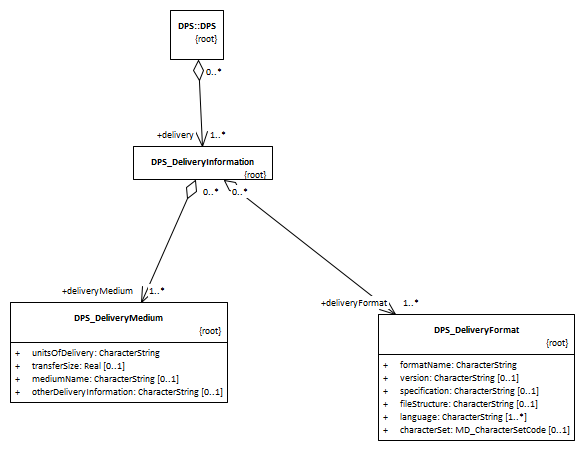 DPS::DPS
{root}
0..*
+delivery 1..*
DPS_DeliveryInformation
{root}
0..* 0..*
+deliveryMedium 1..*
+deliveryFormat 1..*
DPS_DeliveryMedium
{root}
+ unitsOfDelivery: CharacterString
+ transferSize: Real [0..1]
+ mediumName: CharacterString [0..1]
+ otherDeliveryInformation: CharacterString [0..1]
DPS_DeliveryFormat
{root}
+ formatName: CharacterString
+ version: CharacterString [0..1]
+ specification: CharacterString [0..1]
+ fileStructure: CharacterString [0..1]
+ language: CharacterString [1..*]
+ characterSet: MD_CharacterSetCode [0..1]